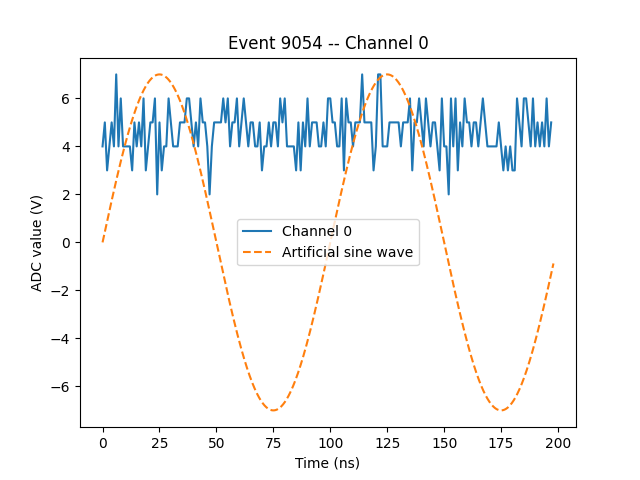 Event 9054 -- Channel 0
ADC value (V)
6
4
2
0
−2
−4
−6
Channel 0
Artificial sine wave
0 25 50 75 100 125 150 175 200
Time (ns)